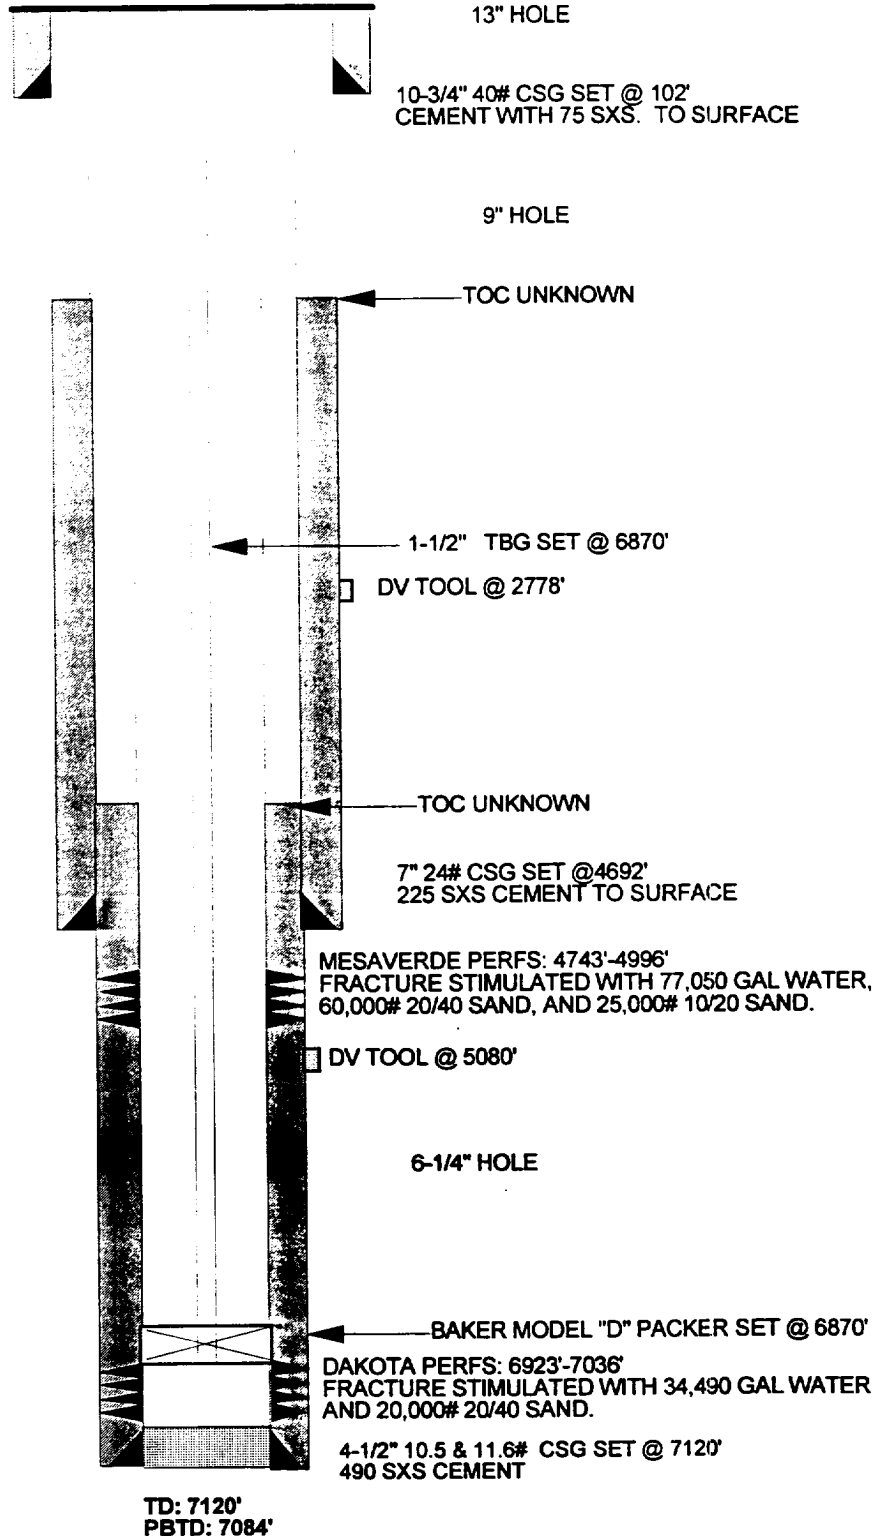 13" HOLE
10-3/4" 40# CSG SET @ 102'
CEMENT WITH 75 SXS. TO SURFACE
9" HOLE
TOC UNKNOWN
1-1/2" TBG SET @ 6870'
DV TOOL @ 2778'
TOC UNKNOWN
7" 24# CSG SET @4692'
225 SXS CEMENT TO SURFACE
MESAVERDE PERFS: 4743'-4996'
FRACTURE STIMULATED WITH 77,050 GAL WATER,
60,000# 20/40 SAND, AND 25,000# 10/20 SAND.
DV TOOL @ 5080'
6-1/4" HOLE
BAKER MODEL "D" PACKER SET @ 6870'
DAKOTA PERFS: 6923'-7036'
FRACTURE STIMULATED WITH 34,490 GAL WATER
AND 20,000# 20/40 SAND.
4-1/2" 10.5 & 11.6# CSG SET @ 7120'
490 SXS CEMENT
TD: 7120'
PBTD: 7084'